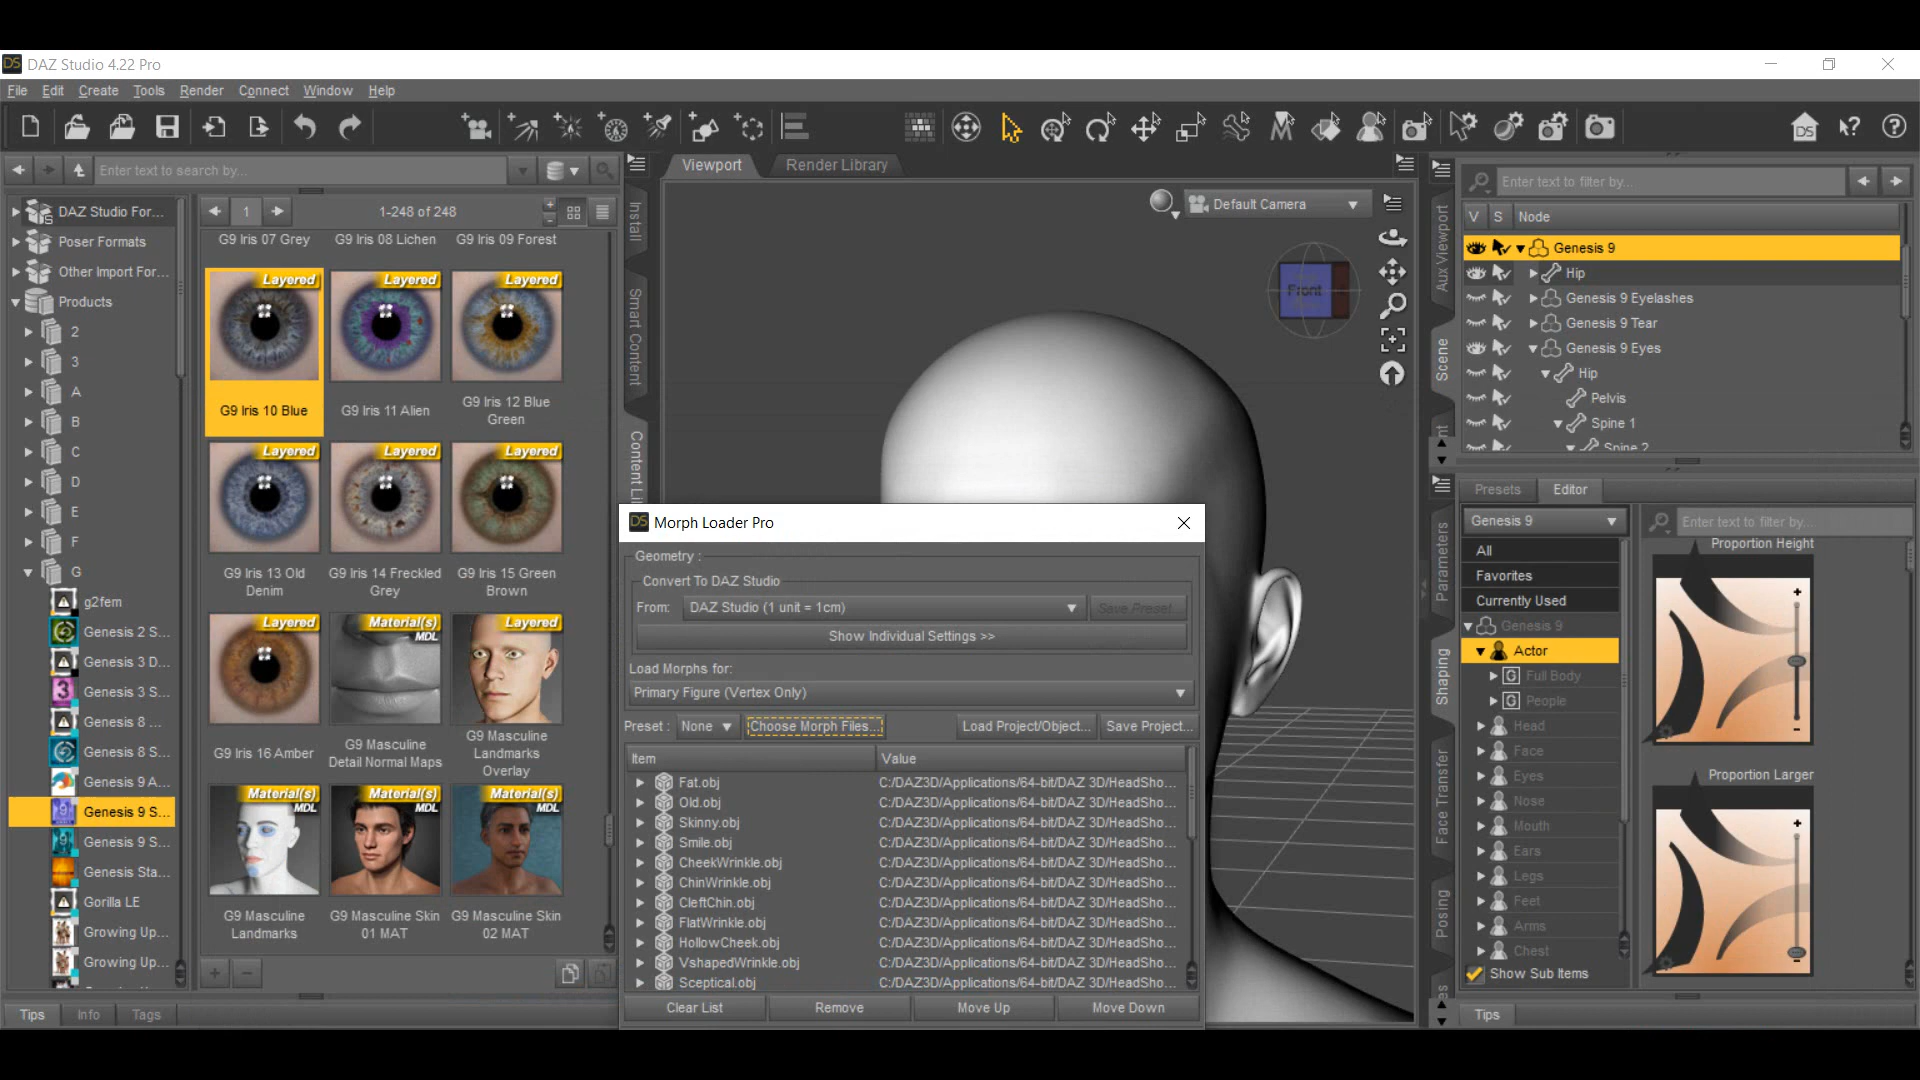 DAZ Studio 4.22 Pro
File Edit Create Tools Render Connect Window Help
Enter text to search by...
DAZ Studio For...
Poser Formats
Other Import For...
Products
2
3
A
B
C
D
E
F
G
g2fem
Genesis 2 S...
Genesis 3 D...
Genesis 3 S...
Genesis 8 ...
Genesis 8 S...
Genesis 9 A...
Genesis 9 S...
Genesis 9 S...
Genesis Sta...
Gorilla LE
Growing Up...
Growing Up...
Tips Info Tags
1 1-248 of 248
G9 Iris 07 Grey G9 Iris 08 Lichen G9 Iris 09 Forest
Layered Layered Layered
G9 Iris 10 Blue
G9 Iris 11 Alien
G9 Iris 12 Blue
Green
Layered Layered Layered
G9 Iris 13 Old
Denim
G9 Iris 14 Freckled
Grey
G9 Iris 15 Green
Brown
Layered
Material(s)
MDL
Layered
G9 Iris 16 Amber
G9 Masculine
Detail Normal Maps
G9 Masculine
Landmarks
Overlay
Material(s)
MDL
Material(s)
MDL
Material(s)
MDL
G9 Masculine
Landmarks
G9 Masculine Skin
01 MAT
G9 Masculine Skin
02 MAT
Install
Smart Content
Content Li
Viewport Render Library
Default Camera
Front
Morph Loader Pro
Geometry :
Convert To DAZ Studio
From: DAZ Studio (1 unit = 1cm) Save Preset...
Show Individual Settings >>
Load Morphs for:
Primary Figure (Vertex Only)
Preset : None Choose Morph Files... Load Project/Object... Save Project...
Item Value
Fat.obj C:/DAZ3D/Applications/64-bit/DAZ 3D/HeadSho...
Old.obj C:/DAZ3D/Applications/64-bit/DAZ 3D/HeadSho...
Skinny.obj C:/DAZ3D/Applications/64-bit/DAZ 3D/HeadSho...
Smile.obj C:/DAZ3D/Applications/64-bit/DAZ 3D/HeadSho...
CheekWrinkle.obj C:/DAZ3D/Applications/64-bit/DAZ 3D/HeadSho...
ChinWrinkle.obj C:/DAZ3D/Applications/64-bit/DAZ 3D/HeadSho...
CleftChin.obj C:/DAZ3D/Applications/64-bit/DAZ 3D/HeadSho...
FlatWrinkle.obj C:/DAZ3D/Applications/64-bit/DAZ 3D/HeadSho...
HollowCheek.obj C:/DAZ3D/Applications/64-bit/DAZ 3D/HeadSho...
VshapedWrinkle.obj C:/DAZ3D/Applications/64-bit/DAZ 3D/HeadSho...
Sceptical.obj C:/DAZ3D/Applications/64-bit/DAZ 3D/HeadSho...
Clear List Remove Move Up Move Down
Aux Viewport
Scene
Enter text to filter by...
V S Node
Genesis 9
Hip
Genesis 9 Eyelashes
Genesis 9 Tear
Genesis 9 Eyes
Hip
Pelvis
Spine 1
Spine 2
Parameters
Shaping
Face Transfer
Posing
Presets Editor
Genesis 9
Enter text to filter by...
All
Favorites
Currently Used
Genesis 9
Actor
Full Body
People
Head
Face
Eyes
Nose
Mouth
Ears
Legs
Feet
Arms
Chest
Show Sub Items
Proportion Height
Proportion Larger
Tips